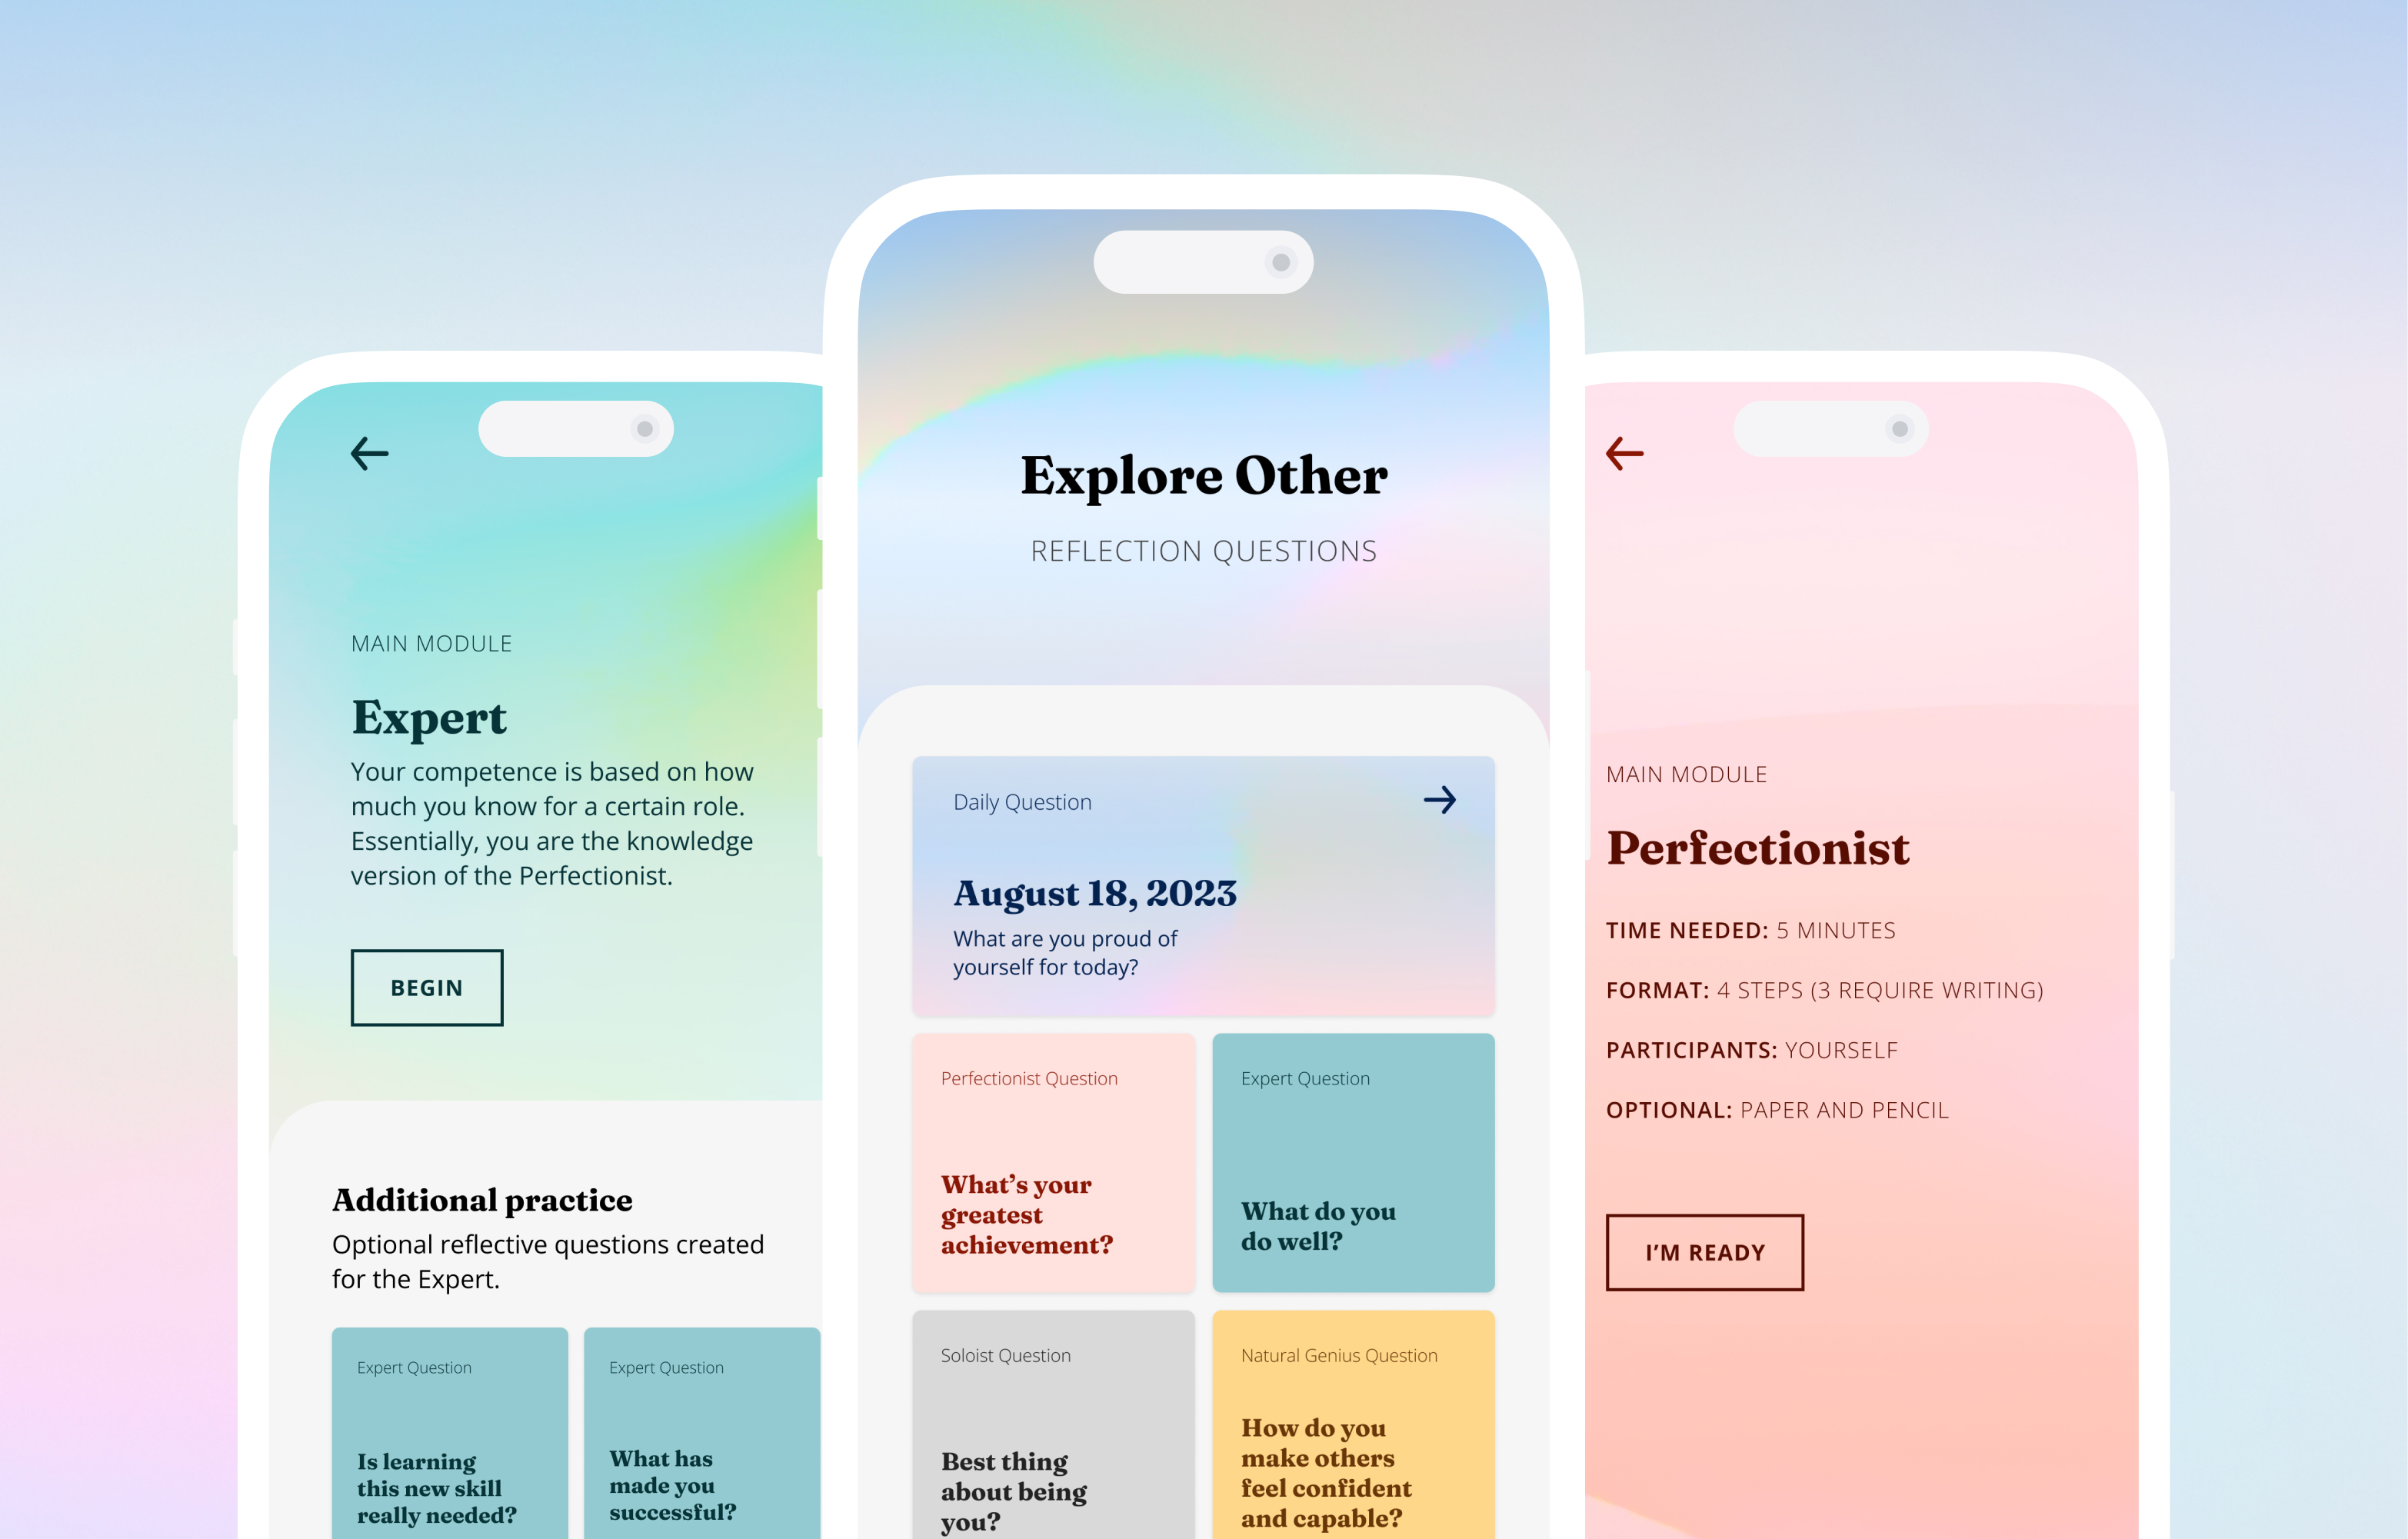 MAIN MODULE
Expert
Your competence is based on how
much you know for a certain role.
Essentially, you are the knowledge
version of the Perfectionist.
BEGIN
Additional practice
Optional reflective questions created
for the Expert.
Expert Question
Is learning
this new skill
really needed?
Expert Question
What has
made you
successful?
Explore Other
REFLECTION QUESTIONS
Daily Question
August 18, 2023
What are you proud of
yourself for today?
Perfectionist Question
What’s your
greatest
achievement?
Expert Question
What do you
do well?
Soloist Question
Best thing
about being
you?
Natural Genius Question
How do you
make others
feel confident
and capable?
MAIN MODULE
Perfectionist
TIME NEEDED: 5 MINUTES
FORMAT: 4 STEPS (3 REQUIRE WRITING)
PARTICIPANTS: YOURSELF
OPTIONAL: PAPER AND PENCIL
I’M READY